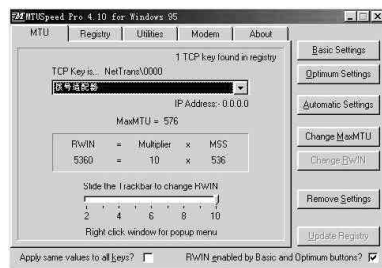 MTUSpeed Pro 4.10 for Windows 95
MTU Registry Utilities Modem About
1 TCP key found in registry
TCP Key is... NetTrans\0000
拨号适配器
IP Address:- 0.0.0.0
MaxMTU = 576
RWIN = Multiplier x MSS
5360 = 10 x 536
Slide the Trackbar to change RWIN
2 4 6 8 10
Right click window for popup menu
Basic Settings
Optimum Settings
Automatic Settings
Change MaxMTU
Change RWIN
Remove Settings
Update Registry
Apply same values to all keys? RWIN enabled by Basic and Optimum buttons?